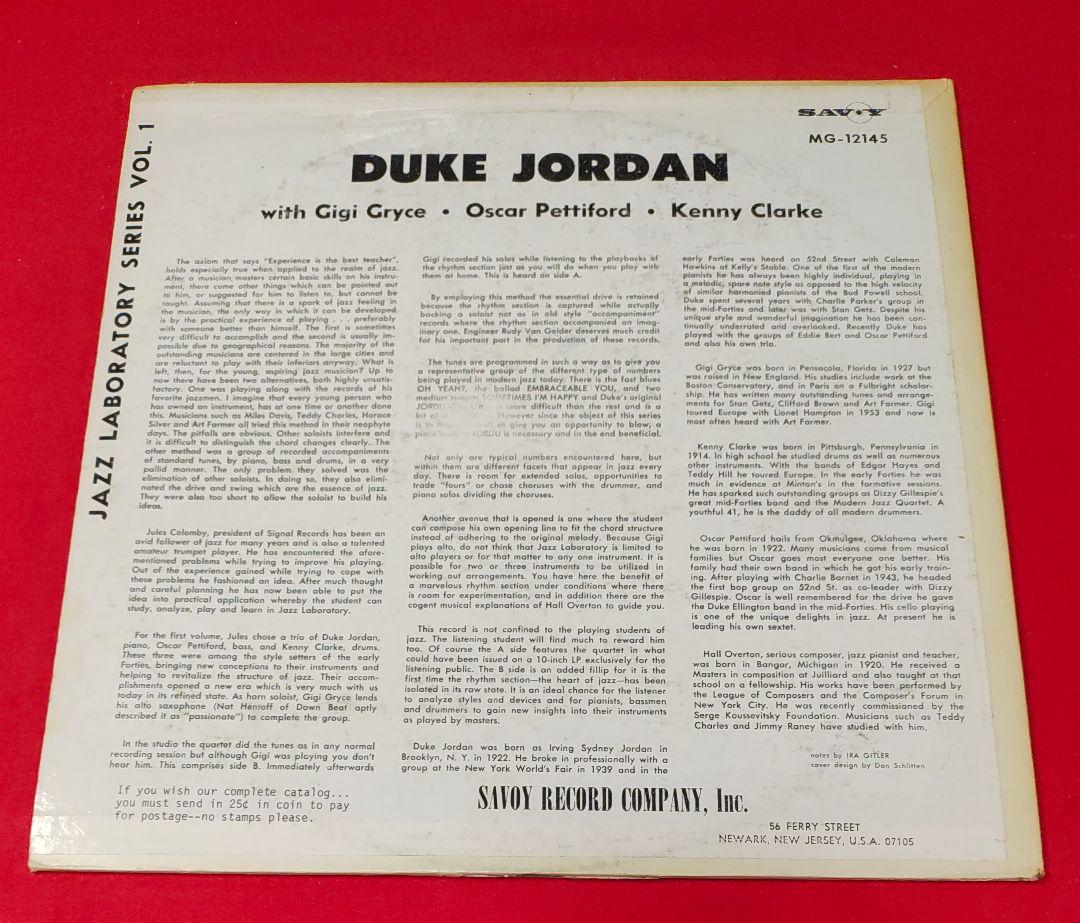 SAVOY
MG-12145
JAZZ LABORATORY SERIES VOL. 1
DUKE JORDAN
with Gigi Gryce • Oscar Pettiford • Kenny Clarke
The axiom that says "Experience is the best teacher",
holds especially true when applied to the realm of jazz.
After a musician masters certain basic skills on his instru-
ment, there come other things which can be pointed out
to him, or suggested for him to listen to, but cannot be
taught. Assuming that there is a spark of jazz feeling in
the musician, the only way in which it can be developed
is by the practical experience of playing . . . preferably
with someone better than himself. The first is sometimes
very difficult to accomplish and the second is usually im-
possible due to geographical reasons. The majority of the
outstanding musicians are centered in the large cities and
are reluctant to play with their inferiors anyway. What is
left, then, for the young, aspiring jazz musician? Up to
now there have been two alternatives, both highly unsatis-
factory. One was playing along with the records of his
favorite jazzmen. I imagine that every young person who
has owned an instrument, has at one time or another done
this. Musicians such as Miles Davis, Teddy Charles, Horace
Silver and Art Farmer all tried this method in their neophyte
days. The pitfalls are obvious. Other soloists interfere and
it is difficult to distinguish the chord changes clearly. The
other method was a group of recorded accompaniments
of standard tunes, by piano, bass and drums, in a very
pallid manner. The only problem they solved was the
elimination of other soloists. In doing so, they also elimi-
nated the drive and swing which are the essence of jazz.
They were also too short to allow the soloist to build his
ideas.
Jules Colomby, president of Signal Records has been an
avid follower of jazz for many years and is also a talented
amateur trumpet player. He has encountered the afore-
mentioned problems while trying to improve his playing.
Out of the experience gained while trying to cope with
these problems he fashioned an idea. After much thought
and careful planning he has now been able to put the
idea into practical application whereby the student can
study, analyze, play and learn in Jazz Laboratory.
For the first volume, Jules chose a trio of Duke Jordan,
piano, Oscar Pettiford, bass, and Kenny Clarke, drums.
These three were among the style setters of the early
Forties, bringing new conceptions to their instruments and
helping to revitalize the structure of jazz. Their accom-
plishments opened a new era which is very much with us
today in its refined state. As horn soloist, Gigi Gryce lends
his alto saxophone (Nat Hentoff of Down Beat aptly
described it as "passionate") to complete the group.
In the studio the quartet did the tunes as in any normal
recording session but although Gigi was playing you don't
hear him. This comprises side B. Immediately afterwards
Gigi recorded his solos while listening to the playbacks of
the rhythm section just as you will do when you play with
them at home. This is heard on side A.
By employing this method the essential drive is retained
because the rhythm section is captured while actually
backing a soloist not as in old style "accompaniment"
records where the rhythm section accompanied an imag-
inary one. Engineer Rudy Van Gelder deserves much credit
for his important part in the production of these records.
The tunes are programmed in such a way as to give you
a representative group of the different type of numbers
being played in modern jazz today. There is the fast blues
OH YEAH?, the ballad EMBRACEABLE YOU, and two
medium tempos SOMETIMES I'M HAPPY and Duke's original
JORDU more difficult than the rest and is a
bit However since the object of this series
is to as give you an opportunity to blow, a
piece JORDU is necessary and in the end beneficial.
Not only are typical numbers encountered here, but
within them are different facets that appear in jazz every
day. There is room for extended solos, opportunities to
trade "fours" or chase choruses with the drummer, and
piano solos dividing the choruses.
Another avenue that is opened is one where the student
can compose his own opening line to fit the chord structure
instead of adhering to the original melody. Because Gigi
plays alto, do not think that Jazz Laboratory is limited to
alto players or for that matter to any one instrument. It is
possible for two or three instruments to be utilized in
working out arrangements. You have here the benefit of
a marvelous rhythm section under conditions where there
is room for experimentation, and in addition there are the
cogent musical explanations of Hall Overton to guide you.
This record is not confined to the playing students of
jazz. The listening student will find much to reward him
too. Of course the A side features the quartet in what
could have been issued on a 10-inch LP exclusively for the
listening public. The B side is an added fillip for it is the
first time the rhythm section—the heart of jazz—has been
isolated in its raw state. It is an ideal chance for the listener
to analyze styles and devices and for pianists, bassmen
and drummers to gain new insights into their instruments
as played by masters.
Duke Jordan was born as Irving Sydney Jordan in
Brooklyn, N. Y. in 1922. He broke in professionally with a
group at the New York World's Fair in 1939 and in the
early Forties was heard on 52nd Street with Coleman
Hawkins at Kelly's Stable. One of the first of the modern
pianists he has always been highly individual, playing in
a melodic, spare note style as opposed to the high velocity
of similar harmonied pianists of the Bud Powell school.
Duke spent several years with Charlie Parker's group in
the mid-Forties and later was with Stan Getz. Despite his
unique style and wonderful imagination he has been con-
tinually underrated and overlooked. Recently Duke has
played with the groups of Eddie Bert and Oscar Pettiford
and also his own trio.
Gigi Gryce was born in Pensacola, Florida in 1927 but
was raised in New England. His studies include work at the
Boston Conservatory, and in Paris on a Fulbright scholar-
ship. He has written many outstanding tunes and arrange-
ments for Stan Getz, Clifford Brown and Art Farmer. Gigi
toured Europe with Lionel Hampton in 1953 and now is
most often heard with Art Farmer.
Kenny Clarke was born in Pittsburgh, Pennsylvania in
1914. In high school he studied drums as well as numerous
other instruments. With the bands of Edgar Hayes and
Teddy Hill he toured Europe. In the early Forties he was
much in evidence at Minton's in the formative sessions.
He has sparked such outstanding groups as Dizzy Gillespie's
great mid-Forties band and the Modern Jazz Quartet. A
youthful 41, he is the daddy of all modern drummers.
Oscar Pettiford hails from Okmulgee, Oklahoma where
he was born in 1922. Many musicians come from musical
families but Oscar goes most everyone one better. His
family had their own band in which he got his early train-
ing. After playing with Charlie Barnet in 1943, he headed
the first bop group on 52nd St. as co-leader with Dizzy
Gillespie. Oscar is well remembered for the drive he gave
the Duke Ellington band in the mid-Forties. His cello playing
is one of the unique delights in jazz. At present he is
leading his own sextet.
Hall Overton, serious composer, jazz pianist and teacher,
was born in Bangor, Michigan in 1920. He received a
Masters in composition at Juilliard and also taught at that
school on a fellowship. His works have been performed by
the League of Composers and the Composer's Forum in
New York City. He was recently commissioned by the
Serge Koussevitsky Foundation. Musicians such as Teddy
Charles and Jimmy Raney have studied with him.
notes by IRA GITLER
cover design by Don Schlitten
If you wish our complete catalog...
you must send in 25¢ in coin to pay
for postage--no stamps please.
SAVOY RECORD COMPANY, Inc.
56 FERRY STREET
NEWARK, NEW JERSEY, U.S.A. 07105